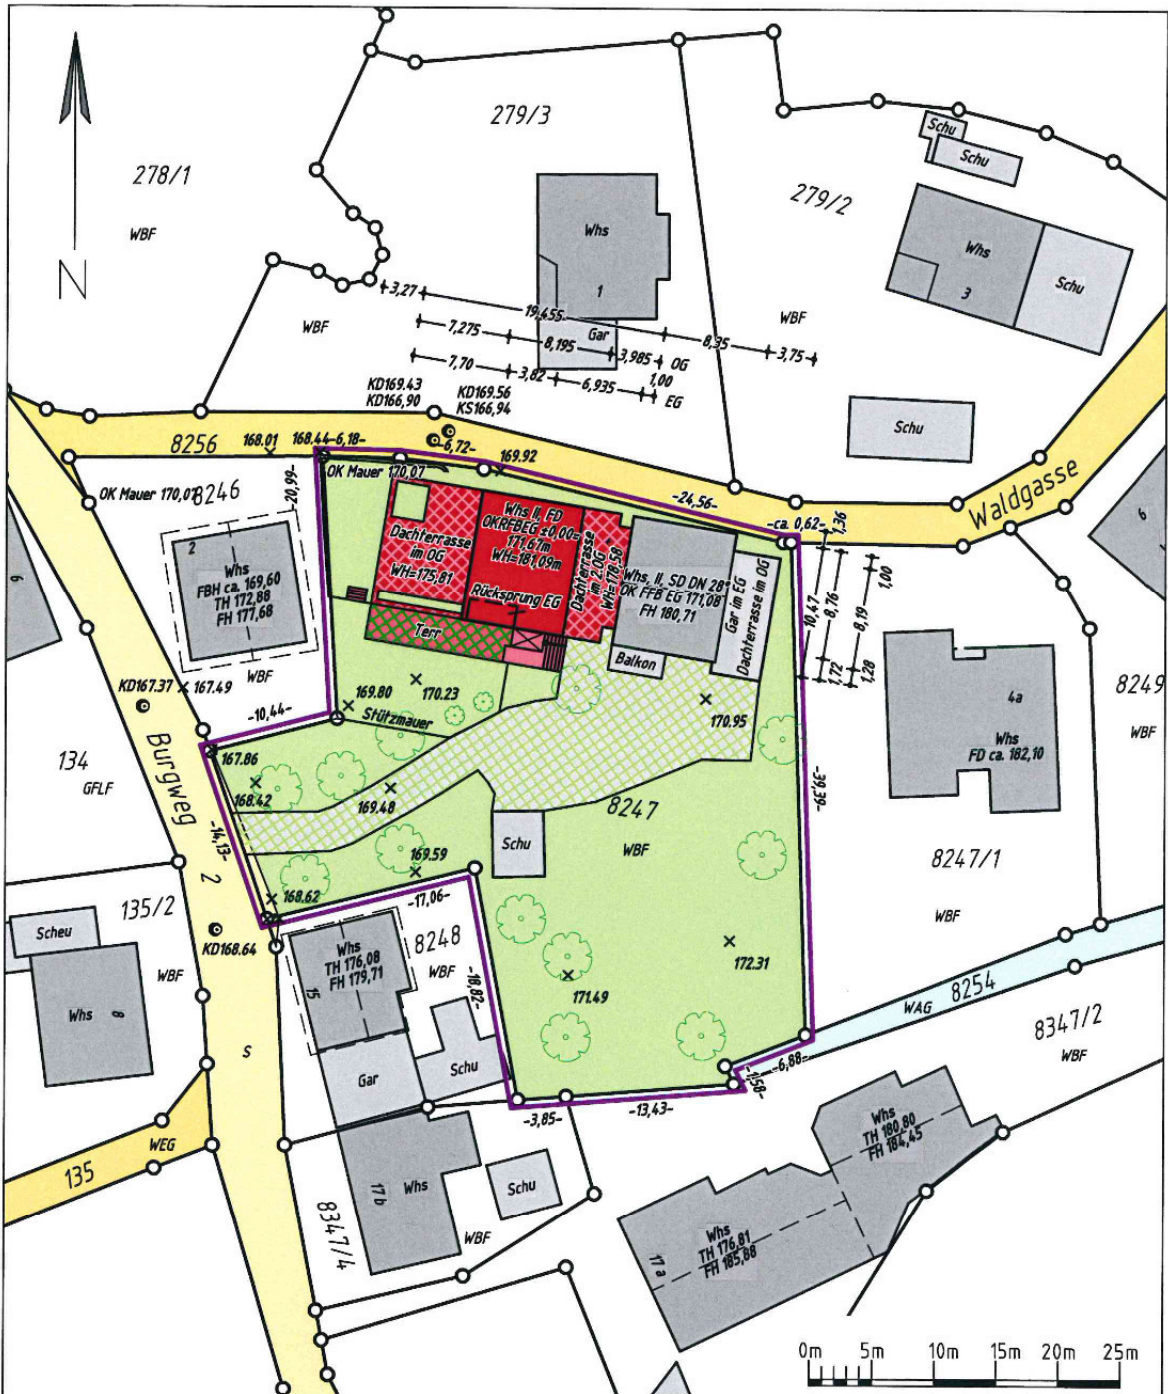 279/3
278/1
WBF
N
Schu
Schu
279/2
Whs
1
Gar
Whs
3
Schu
WBF
WBF
3,27
19,455
8,35
3,75
7,275
8,195
3,985
OG
7,70
3,82
6,935
1,00
EG
KD169.43
KD166,90
KD169.56
KS166,94
Schu
8256
168.01
168.44
-6,18-
-6,72-
169.92
OK Mauer 170,07
OK Mauer 170,07
8246
-20,99-
-24,56-
-ca. 0,62-
1,36
Waldgasse
6
9
2
Whs
FBH ca. 169,60
TH 172,88
FH 177,68
WBF
Dachterrasse
im OG
WH=175,81
Whs II, FD
OKRFBEG ±0,00=
171,67m
WH=181,09m
Rücksprung EG
Dachterrasse
im 2.OG
WH=178,58
Whs, II, SD DN 28°
OK FFB EG 171,08
FH 180,71
Gar im EG
Dachterrasse im OG
Balkon
Terr
10,47
8,76
1,72
8,19
1,00
1,28
KD167.37
167.49
-10,44-
169.80
170.23
Stützmauer
170.95
4a
Whs
FD ca. 182,10
8249
WBF
134
GFLF
Burgweg
167.86
168.42
169.48
8247
WBF
Schu
-39,39-
-14,13-
169.59
8247/1
WBF
2
135/2
WBF
Scheu
Whs
8
KD168.64
168.62
-17,06-
8248
WBF
Whs
TH 176,08
FH 179,71
15
-18,82-
172.31
171.49
WAG
8254
8347/2
WBF
S
Gar
Schu
-6,88-
-1,58-
-3,85-
-13,43-
WEG
135
17 b
Whs
Schu
WBF
8347/4
Whs
TH 180,80
FH 184,45
Whs
TH 176,81
FH 185,88
17 a
0m 5m 10m 15m 20m 25m